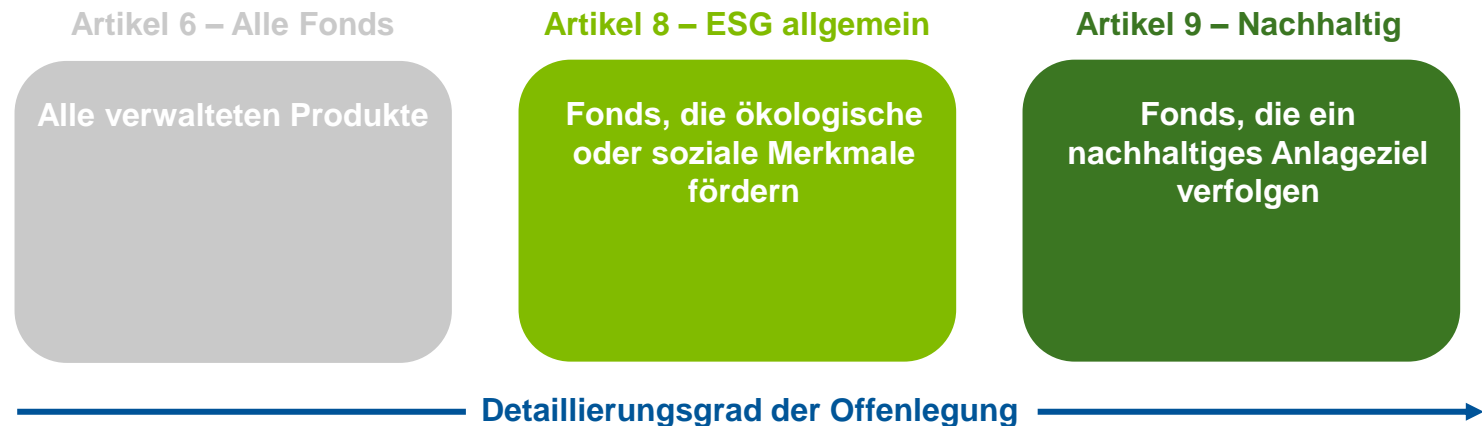 Artikel 6 – Alle Fonds
Alle verwalteten Produkte
Artikel 8 – ESG allgemein
Fonds, die ökologische
oder soziale Merkmale
fördern
Artikel 9 – Nachhaltig
Fonds, die ein
nachhaltiges Anlageziel
verfolgen
Detaillierungsgrad der Offenlegung